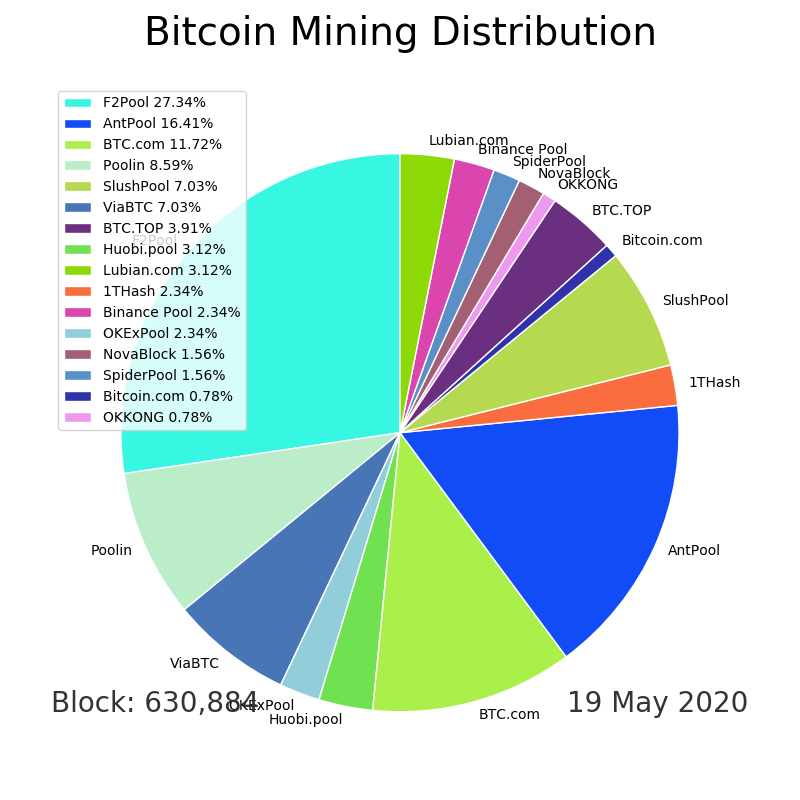 Bitcoin Mining Distribution
F2Pool 27.34%
AntPool 16.41%
BTC.com 11.72%
Poolin 8.59%
SlushPool 7.03%
ViaBTC 7.03%
BTC.TOP 3.91%
Huobi.pool 3.12%
Lubian.com 3.12%
1THash 2.34%
Binance Pool 2.34%
OKExPool 2.34%
NovaBlock 1.56%
SpiderPool 1.56%
Bitcoin.com 0.78%
OKKONG 0.78%
Lubian.com
Binance Pool
SpiderPool
NovaBlock
OKKONG
BTC.TOP
Bitcoin.com
F2Pool
SlushPool
1THash
Poolin
AntPool
ViaBTC
OKExPool
Huobi.pool
BTC.com
Block: 630,884
19 May 2020